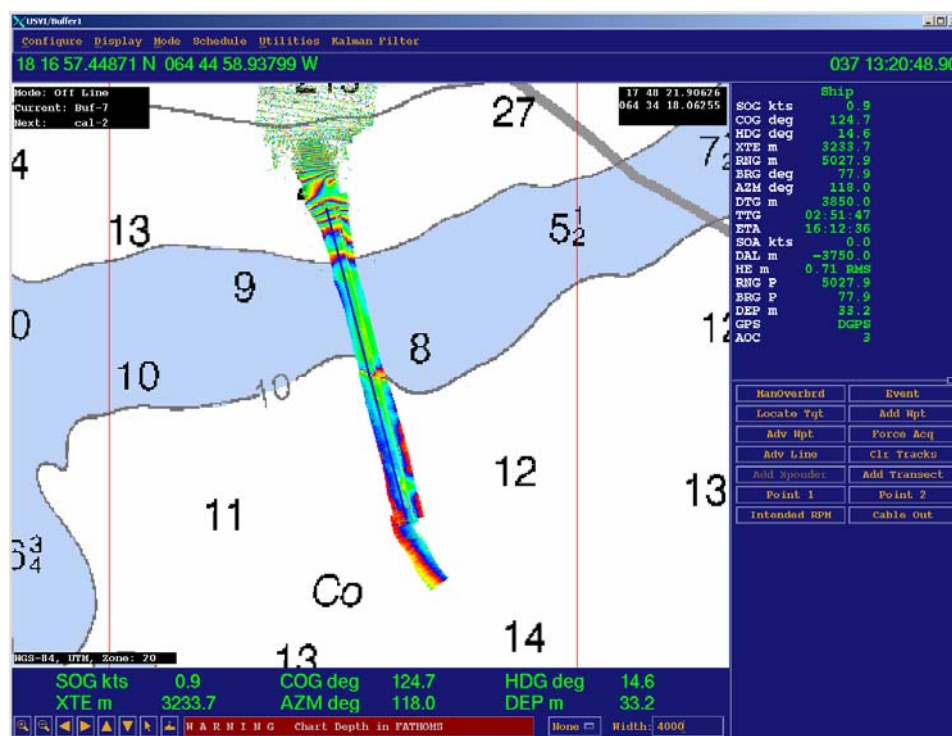 USVI/Buffer1
Configure Display Mode Schedule Utilities Kalman Filter
18 16 57.44871 N 064 44 58.93799 W 037 13:20:48.90
Mode: Off Line
Current: Buf-7
Next: cal-2
17 48 21.90626
064 34 18.06255
27
13
9
5 1/2
10
10
8
12
11
13
Co
14
13
WGS-84, UTM, Zone: 20
Ship
SOG kts 0.9
COG deg 124.7
HDG deg 14.6
XTE m 3233.7
RNG m 5027.9
BRG deg 77.9
AZM deg 118.0
DTG m 3850.0
TTG 02:51:47
ETA 16:12:36
SOA kts 0.0
DAL m -3750.0
HE m 0.71 RMS
RNG P 5027.9
BRG P 77.9
DEP m 33.2
GPS DGPS
AOC 3
ManOverbrd Event
Locate Tgt Add Wpt
Adv Wpt Force Acq
Adv Line Clr Tracks
Add Xponder Add Transect
Point 1 Point 2
Intended RPM Cable Out
SOG kts 0.9 COG deg 124.7 HDG deg 14.6
XTE m 3233.7 AZM deg 118.0 DEP m 33.2
WARNING Chart Depth in FATHOMS None Width: 4000